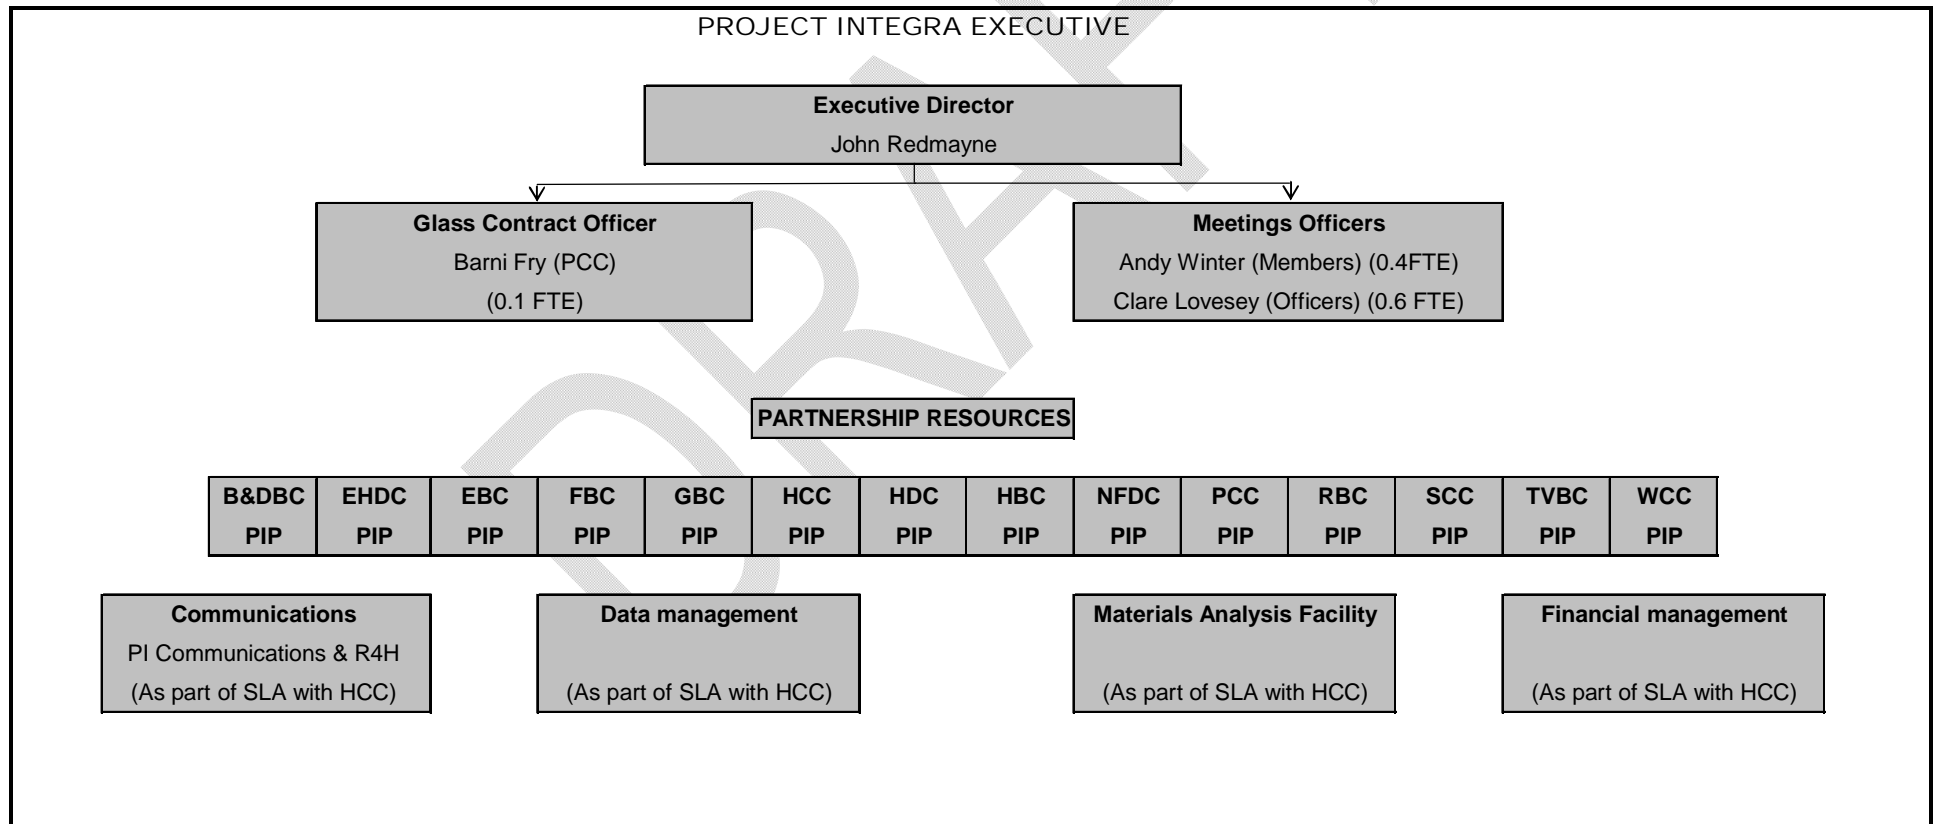 PROJECT INTEGRA EXECUTIVE
Executive Director
John Redmayne
Glass Contract Officer
Barni Fry (PCC)
(0.1 FTE)
Meetings Officers
Andy Winter (Members) (0.4FTE)
Clare Lovesey (Officers) (0.6 FTE)
PARTNERSHIP RESOURCES
B&DBC EHDC EBC FBC GBC HCC HDC HBC NFDC PCC RBC SCC TVBC WCC
PIP PIP PIP PIP PIP PIP PIP PIP PIP PIP PIP PIP PIP PIP
Communications
PI Communications & R4H
(As part of SLA with HCC)
Data management
(As part of SLA with HCC)
Materials Analysis Facility
(As part of SLA with HCC)
Financial management
(As part of SLA with HCC)
DRAF